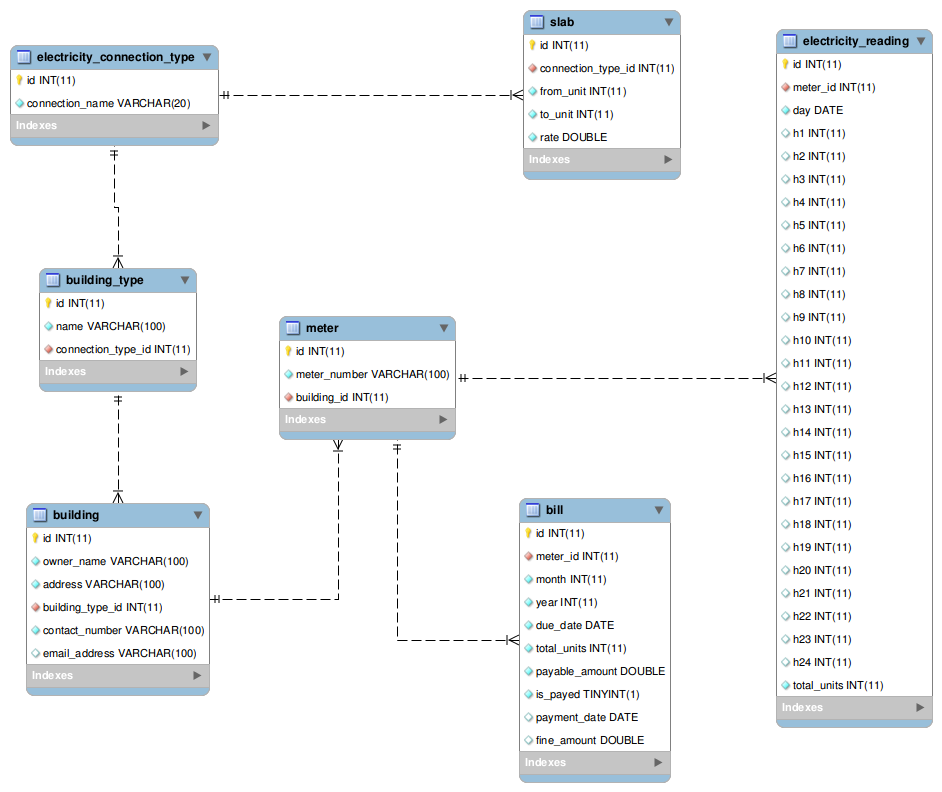 electricity_connection_type
id INT(11)
connection_name VARCHAR(20)
Indexes
slab
id INT(11)
connection_type_id INT(11)
from_unit INT(11)
to_unit INT(11)
rate DOUBLE
Indexes
electricity_reading
id INT(11)
meter_id INT(11)
day DATE
h1 INT(11)
h2 INT(11)
h3 INT(11)
h4 INT(11)
h5 INT(11)
h6 INT(11)
h7 INT(11)
h8 INT(11)
h9 INT(11)
h10 INT(11)
h11 INT(11)
h12 INT(11)
h13 INT(11)
h14 INT(11)
h15 INT(11)
h16 INT(11)
h17 INT(11)
h18 INT(11)
h19 INT(11)
h20 INT(11)
h21 INT(11)
h22 INT(11)
h23 INT(11)
h24 INT(11)
total_units INT(11)
Indexes
building_type
id INT(11)
name VARCHAR(100)
connection_type_id INT(11)
Indexes
meter
id INT(11)
meter_number VARCHAR(100)
building_id INT(11)
Indexes
building
id INT(11)
owner_name VARCHAR(100)
address VARCHAR(100)
building_type_id INT(11)
contact_number VARCHAR(100)
email_address VARCHAR(100)
Indexes
bill
id INT(11)
meter_id INT(11)
month INT(11)
year INT(11)
due_date DATE
total_units INT(11)
payable_amount DOUBLE
is_payed TINYINT(1)
payment_date DATE
fine_amount DOUBLE
Indexes